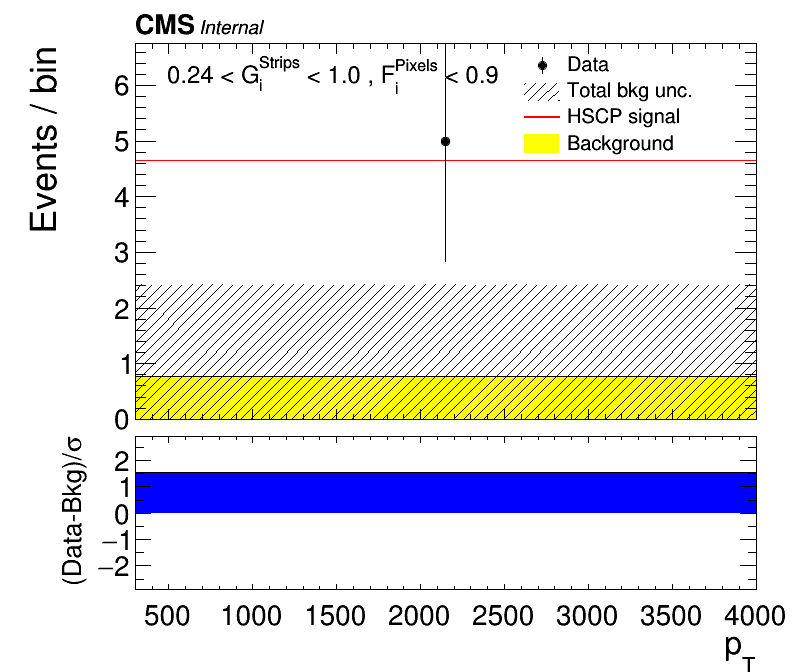 CMS Internal
Events / bin
0.24 < G_i^Strips < 1.0 , F_i^Pixels < 0.9
Data
Total bkg unc.
HSCP signal
Background
6
5
4
3
2
1
0
(Data-Bkg)/σ
2
1
0
−1
−2
500 1000 1500 2000 2500 3000 3500 4000
p_T